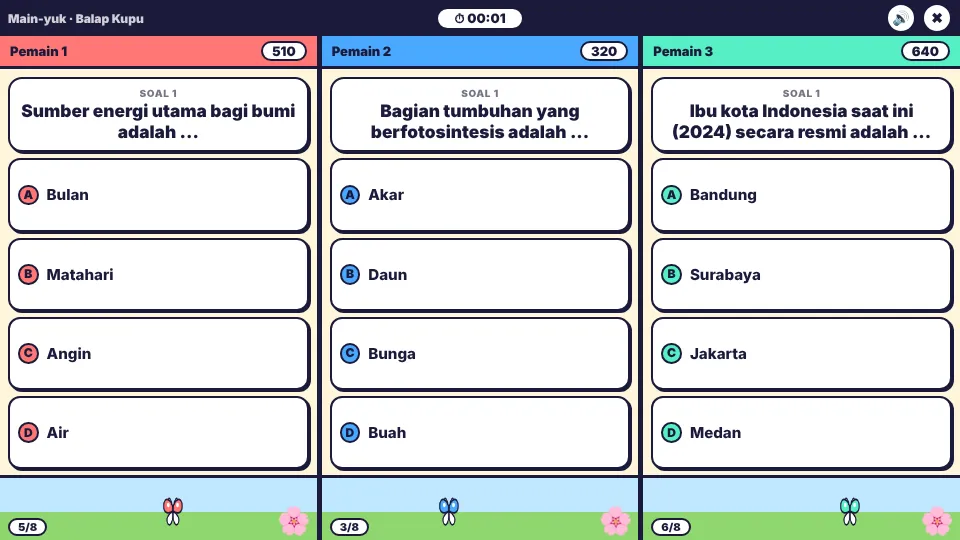 Main-yuk · Balap Kupu
⏱ 00:01
🔊
✖
Pemain 1
510
SOAL 1
Sumber energi utama bagi bumi
adalah ...
A Bulan
B Matahari
C Angin
D Air
5/8
Pemain 2
320
SOAL 1
Bagian tumbuhan yang
berfotosintesis adalah ...
A Akar
B Daun
C Bunga
D Buah
3/8
Pemain 3
640
SOAL 1
Ibu kota Indonesia saat ini
(2024) secara resmi adalah ...
A Bandung
B Surabaya
C Jakarta
D Medan
6/8